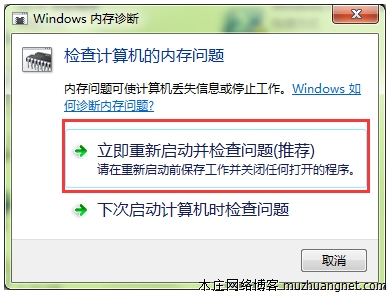 Windows 内存诊断
检查计算机的内存问题
内存问题可使计算机丢失信息或停止工作。Windows 如
何诊断内存问题?
立即重新启动并检查问题(推荐)
请在重新启动前保存工作并关闭任何打开的程序。
下次启动计算机时检查问题
取消
木庄网络博客 muzhuangnet.com